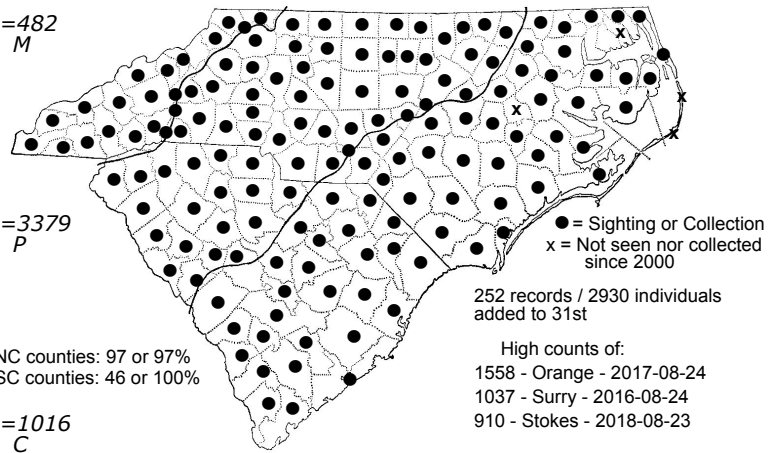 =482
M
x
x
x
x
=3379
P
● = Sighting or Collection
x = Not seen nor collected
since 2000
252 records / 2930 individuals
added to 31st
NC counties: 97 or 97%
SC counties: 46 or 100%
High counts of:
1558 - Orange - 2017-08-24
1037 - Surry - 2016-08-24
910 - Stokes - 2018-08-23
=1016
C